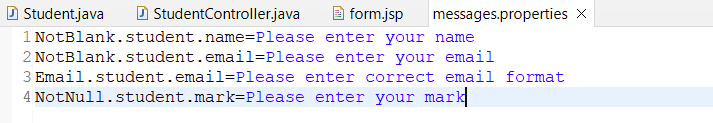 Student.java StudentController.java form.jsp messages.properties
1 NotBlank.student.name=Please enter your name
2 NotBlank.student.email=Please enter your email
3 Email.student.email=Please enter correct email format
4 NotNull.student.mark=Please enter your mark